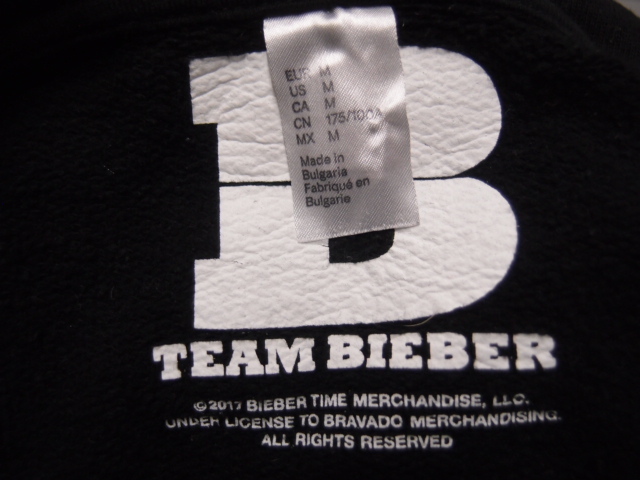 B
EUR M
US M
CA M
CN 175/100A
MX M
Made in
Bulgaria
Fabriqué en
Bulgarie
TEAM BIEBER
©2017 BIEBER TIME MERCHANDISE, LLC.
UNDER LICENSE TO BRAVADO MERCHANDISING.
ALL RIGHTS RESERVED